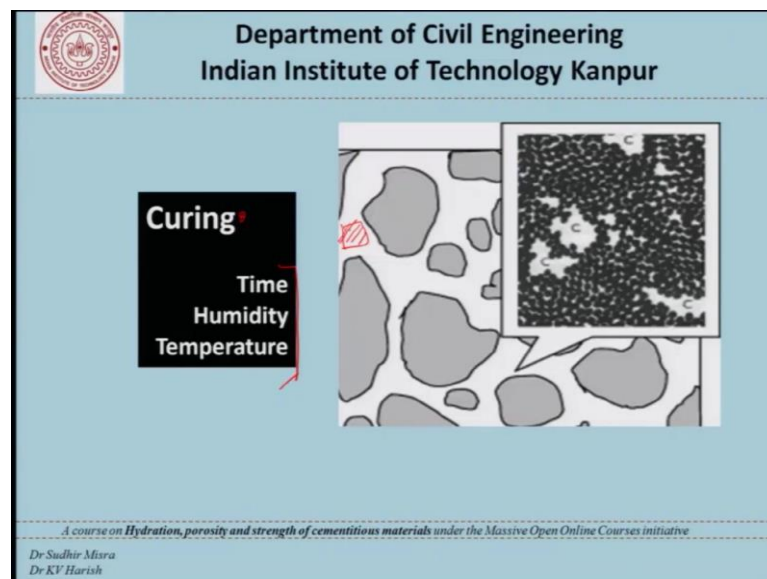 Department of Civil Engineering
Indian Institute of Technology Kanpur
Curing
Time
Humidity
Temperature
C
C
C
C
A course on Hydration, porosity and strength of cementitious materials under the Massive Open Online Courses initiative
Dr Sudhir Misra
Dr KV Harish